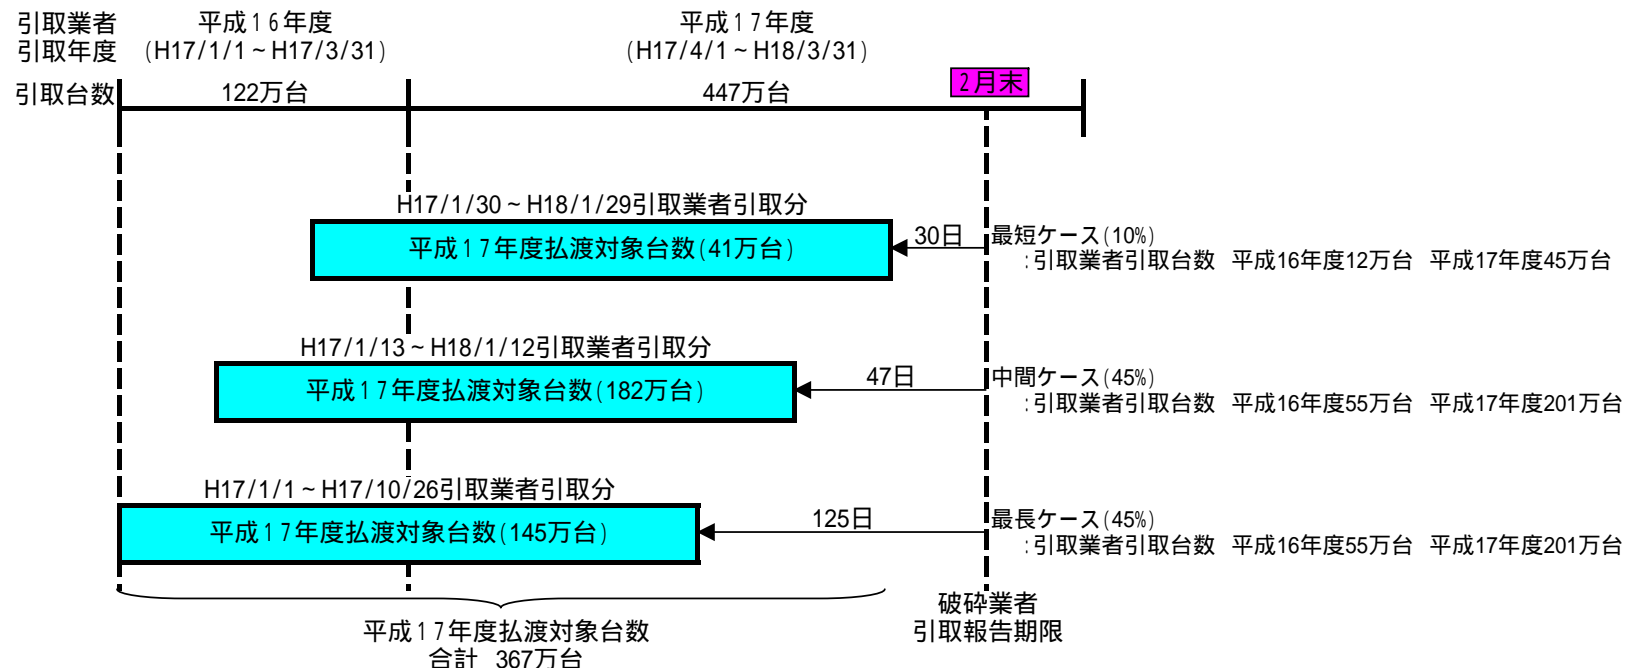 引取業者
引取年度
平成16年度
(H17/1/1~H17/3/31)
平成17年度
(H17/4/1~H18/3/31)
引取台数
122万台
447万台
2月末
H17/1/30~H18/1/29引取業者引取分
平成17年度払渡対象台数(41万台)
30日
最短ケース(10%)
:引取業者引取台数 平成16年度12万台 平成17年度45万台
H17/1/13~H18/1/12引取業者引取分
平成17年度払渡対象台数(182万台)
47日
中間ケース(45%)
:引取業者引取台数 平成16年度55万台 平成17年度201万台
H17/1/1~H17/10/26引取業者引取分
平成17年度払渡対象台数(145万台)
125日
最長ケース(45%)
:引取業者引取台数 平成16年度55万台 平成17年度201万台
平成17年度払渡対象台数
合計 367万台
破砕業者
引取報告期限